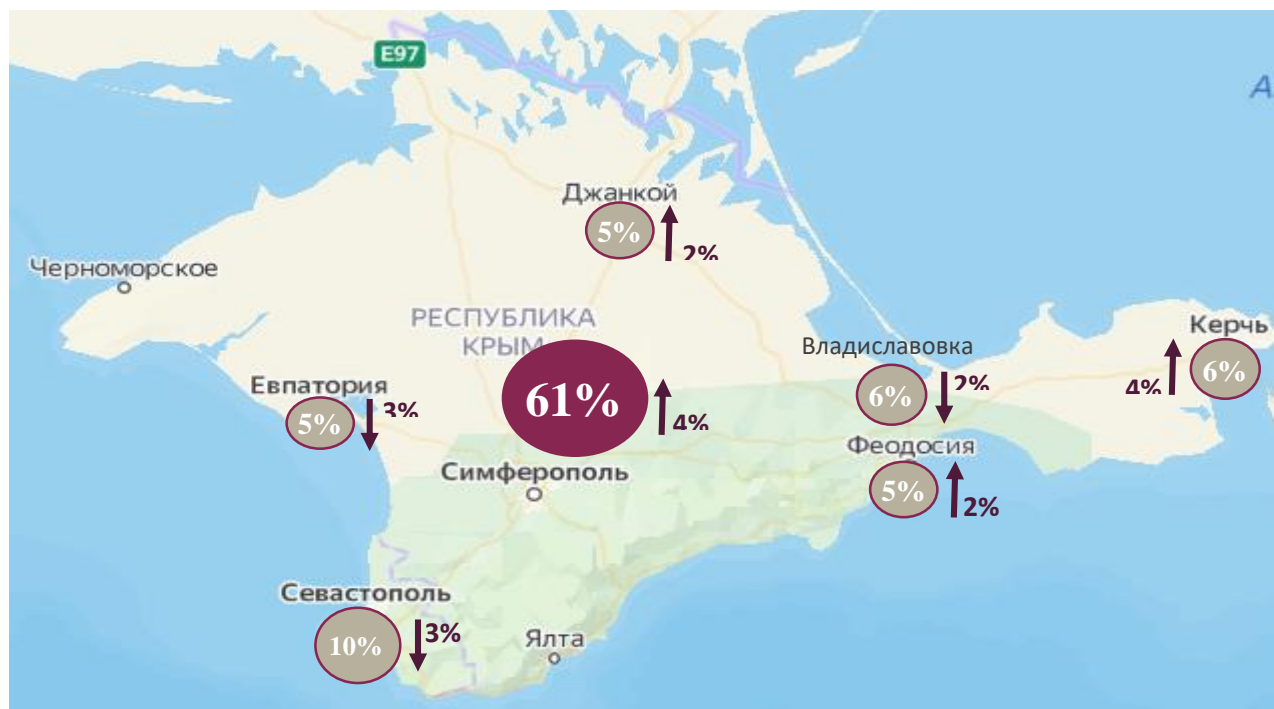 E97
А
Джанкой
5%
2%
Черноморское
РЕСПУБЛИКА
КРЫМ
61%
4%
Евпатория
5%
3%
Владиславовка
6%
2%
Керчь
6%
4%
Феодосия
5%
2%
Симферополь
Севастополь
10%
3%
Ялта